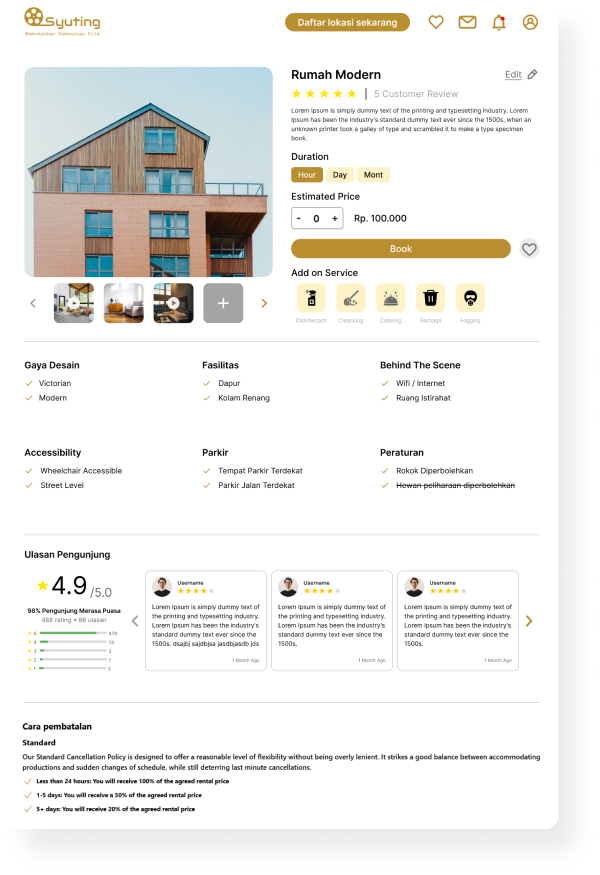 Syuting
Memudahkan Pembuatan Film
Daftar lokasi sekarang
Rumah Modern
Edit
5 Customer Review
Lorem Ipsum is simply dummy text of the printing and typesetting industry. Lorem
Ipsum has been the industry's standard dummy text ever since the 1500s, when an
unknown printer took a galley of type and scrambled it to make a type specimen
book.
Duration
Hour Day Mont
Estimated Price
- 0 + Rp. 100.000
Book
Add on Service
Disinfectant Cleansing Catering Garbage Fogging
Gaya Desain
Victorian
Modern
Fasilitas
Dapur
Kolam Renang
Behind The Scene
Wifi / Internet
Ruang Istirahat
Accessibility
Wheelchair Accessible
Street Level
Parkir
Tempat Parkir Terdekat
Parkir Jalan Terdekat
Peraturan
Rokok Diperbolehkan
Hewan peliharaan diperbolehkan
Ulasan Pengunjung
4.9 /5.0
98% Pengunjung Merasa Puasa
468 rating • 86 ulasan
5 470
4 13
3 3
2 1
1 2
Username
Lorem Ipsum is simply dummy text of
the printing and typesetting industry.
Lorem Ipsum has been the industry's
standard dummy text ever since the
1500s. dsajbj sajdbjsa jasdbjasdb jds
1 Month Ago
Username
Lorem Ipsum is simply dummy text of
the printing and typesetting industry.
Lorem Ipsum has been the industry's
standard dummy text ever since the
1500s.
1 Month Ago
Username
Lorem Ipsum is simply dummy text of
the printing and typesetting industry.
Lorem Ipsum has been the industry's
standard dummy text ever since the
1500s.
1 Month Ago
Cara pembatalan
Standard
Our Standard Cancellation Policy is designed to offer a reasonable level of flexibility without being overly lenient. It strikes a good balance between accommodating
productions and sudden changes of schedule, while still deterring last minute cancellations.
Less than 24 hours: You will receive 100% of the agreed rental price
1-5 days: You will receive a 50% of the agreed rental price
5+ days: You will receive 20% of the agreed rental price